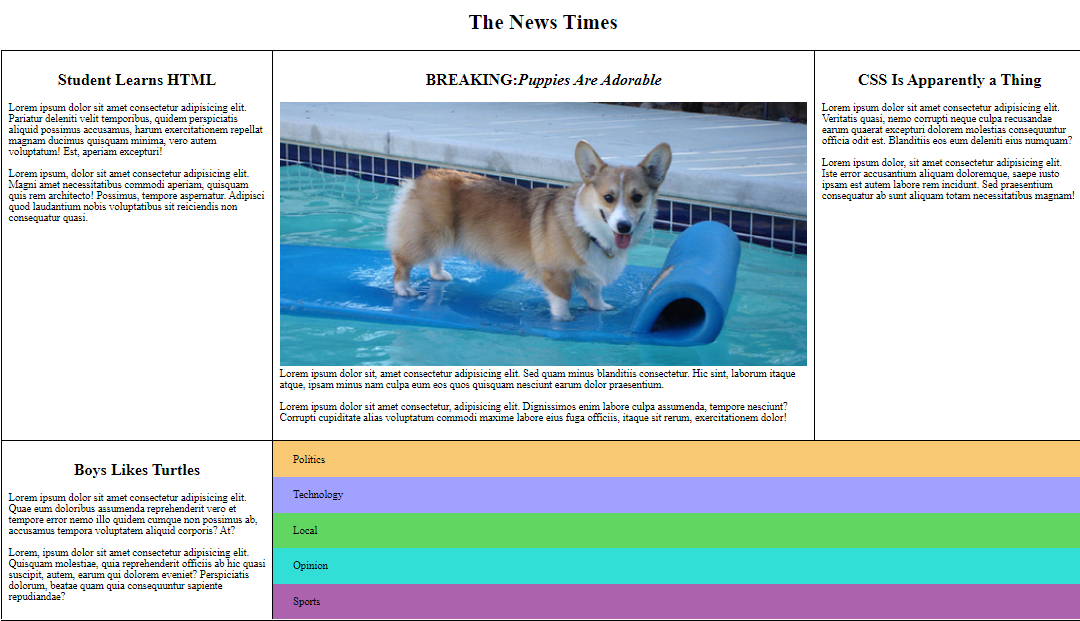 The News Times
Student Learns HTML
Lorem ipsum dolor sit amet consectetur adipisicing elit.
Pariatur deleniti velit temporibus, quidem perspiciatis
aliquid possimus accusamus, harum exercitationem repellat
magnam ducimus quisquam minima, vero autem
voluptatum! Est, aperiam excepturi!
Lorem ipsum, dolor sit amet consectetur adipisicing elit.
Magni amet necessitatibus commodi aperiam, quisquam
quis rem architecto! Possimus, tempore aspernatur. Adipisci
quod laudantium nobis voluptatibus sit reiciendis non
consequatur quasi.
BREAKING:Puppies Are Adorable
Lorem ipsum dolor sit, amet consectetur adipisicing elit. Sed quam minus blanditiis consectetur. Hic sint, laborum itaque
atque, ipsam minus nam culpa eum eos quos quisquam nesciunt earum dolor praesentium.
Lorem ipsum dolor sit amet consectetur, adipisicing elit. Dignissimos enim labore culpa assumenda, tempore nesciunt?
Corrupti cupiditate alias voluptatum commodi maxime labore eius fuga officiis, itaque sit rerum, exercitationem dolor!
CSS Is Apparently a Thing
Lorem ipsum dolor sit amet consectetur adipisicing elit.
Veritatis quasi, nemo corrupti neque culpa recusandae
earum quaerat excepturi dolorem molestias consequuntur
officia odit est. Blanditiis eos eum deleniti eius numquam?
Lorem ipsum dolor, sit amet consectetur adipisicing elit.
Iste error accusantium aliquam doloremque, saepe iusto
ipsam est autem labore rem incidunt. Sed praesentium
consequatur ab sunt aliquam totam necessitatibus magnam!
Boys Likes Turtles
Lorem ipsum dolor sit amet consectetur adipisicing elit.
Quae eum doloribus assumenda reprehenderit vero et
tempore error nemo illo quidem cumque non possimus ab,
accusamus tempora voluptatem aliquid corporis? At?
Lorem, ipsum dolor sit amet consectetur adipisicing elit.
Quisquam molestiae, quia reprehenderit officiis ab hic quasi
suscipit, autem, earum qui dolorem eveniet? Perspiciatis
dolorum, beatae quam quia consequuntur sapiente
repudiandae?
Politics
Technology
Local
Opinion
Sports